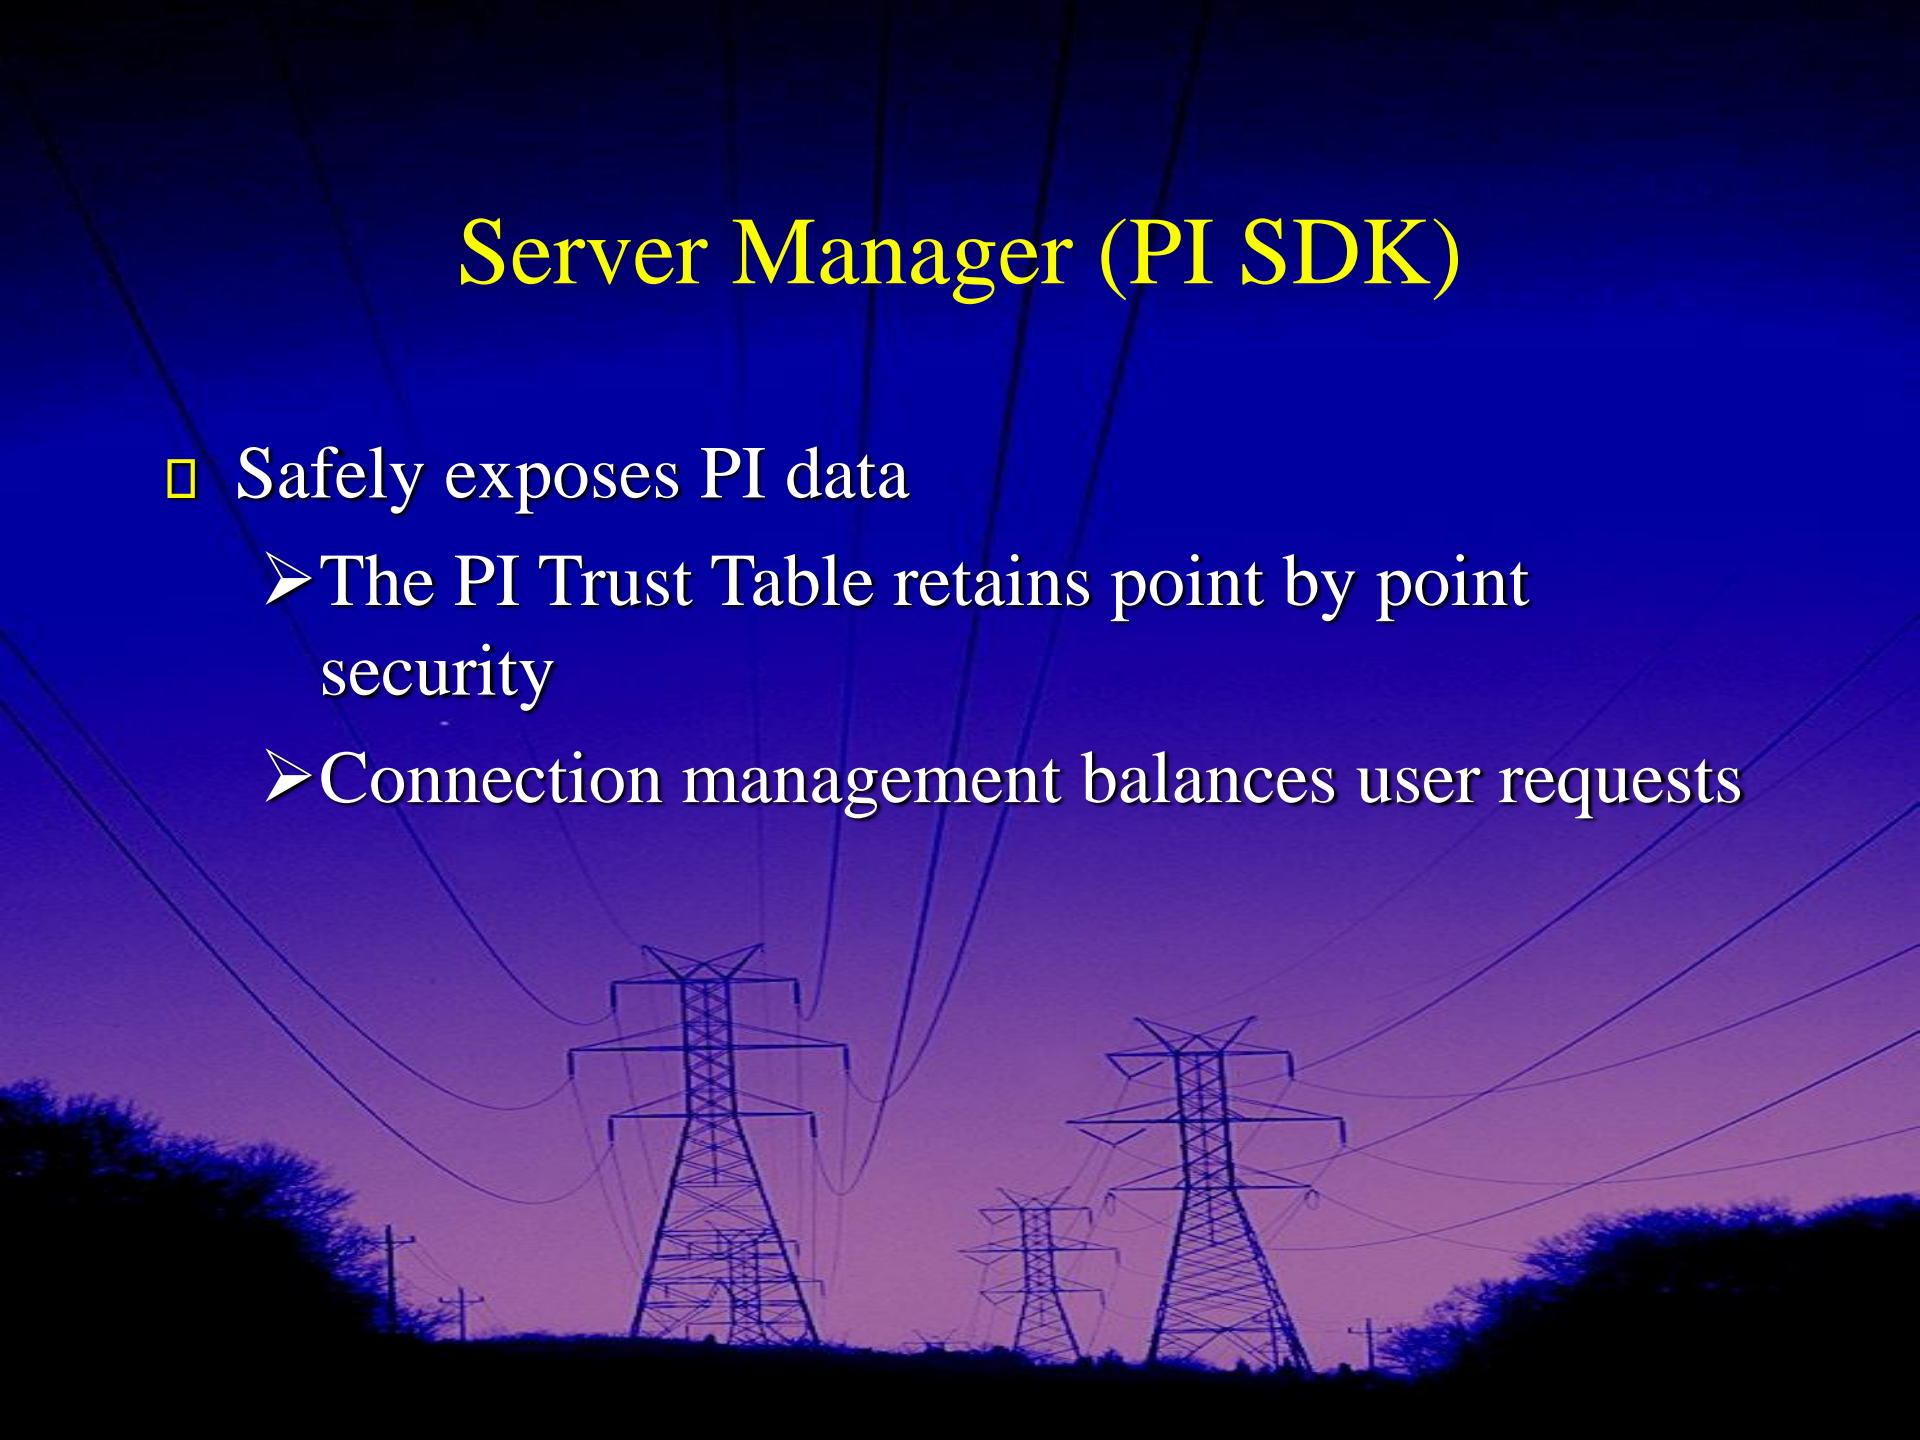 Server Manager (PI SDK)
Safely exposes PI data
The PI Trust Table retains point by point
security
Connection management balances user requests